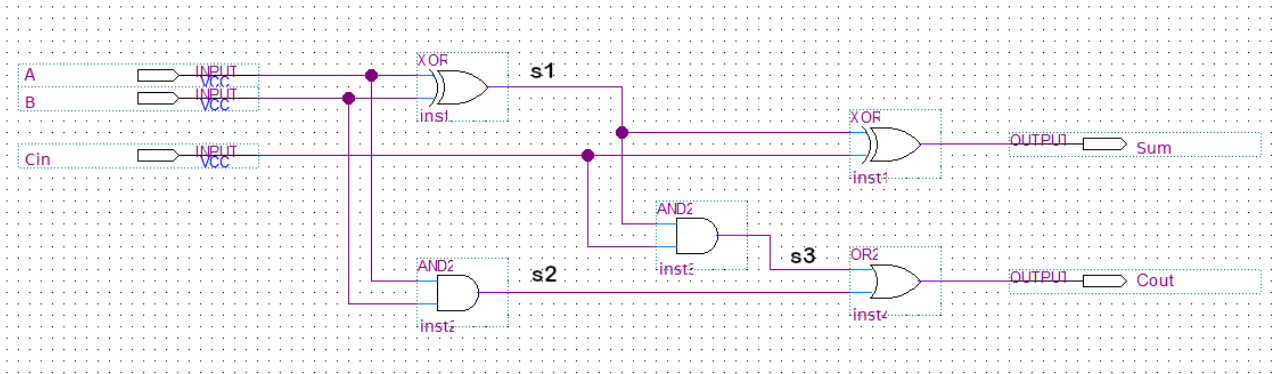 XOR
A INPUT VCC
s1
B INPUT VCC
inst
XOR
Cin INPUT VCC
OUTPUT Sum
inst1
AND2
inst3
s3
OR2
AND2
s2
OUTPUT Cout
inst2
inst4